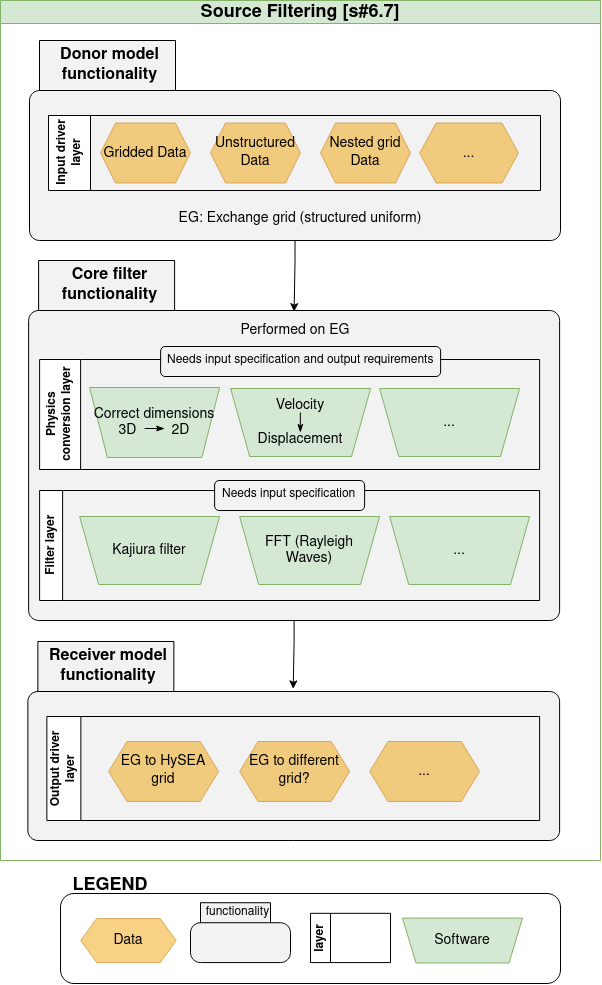 Source Filtering [s#6.7]
Donor model
functionality
Input driver
layer
Gridded Data
Unstructured
Data
Nested grid
Data
...
EG: Exchange grid (structured uniform)
Core filter
functionality
Performed on EG
Needs input specification and output requirements
Physics
conversion layer
Correct dimensions
3D 2D
Velocity
Displacement
...
Needs input specification
Filter layer
Kajiura filter
FFT (Rayleigh
Waves)
...
Receiver model
functionality
Output driver
layer
EG to HySEA
grid
EG to different
grid?
...
LEGEND
Data
functionality
layer
Software